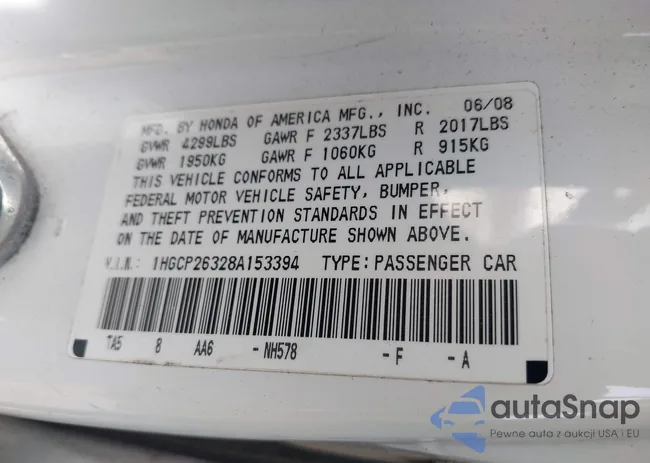 MFD. BY HONDA OF AMERICA MFG., INC. 06/08
GVWR 4299LBS GAWR F 2337LBS R 2017LBS
GVWR 1950KG GAWR F 1060KG R 915KG
THIS VEHICLE CONFORMS TO ALL APPLICABLE
FEDERAL MOTOR VEHICLE SAFETY, BUMPER,
AND THEFT PREVENTION STANDARDS IN EFFECT
ON THE DATE OF MANUFACTURE SHOWN ABOVE.
V.I.N.: 1HGCP26328A153394 TYPE: PASSENGER CAR
TA5 8 AA6 - NH578 - F - A
autaSnap
Pewne auta z aukcji USA i EU